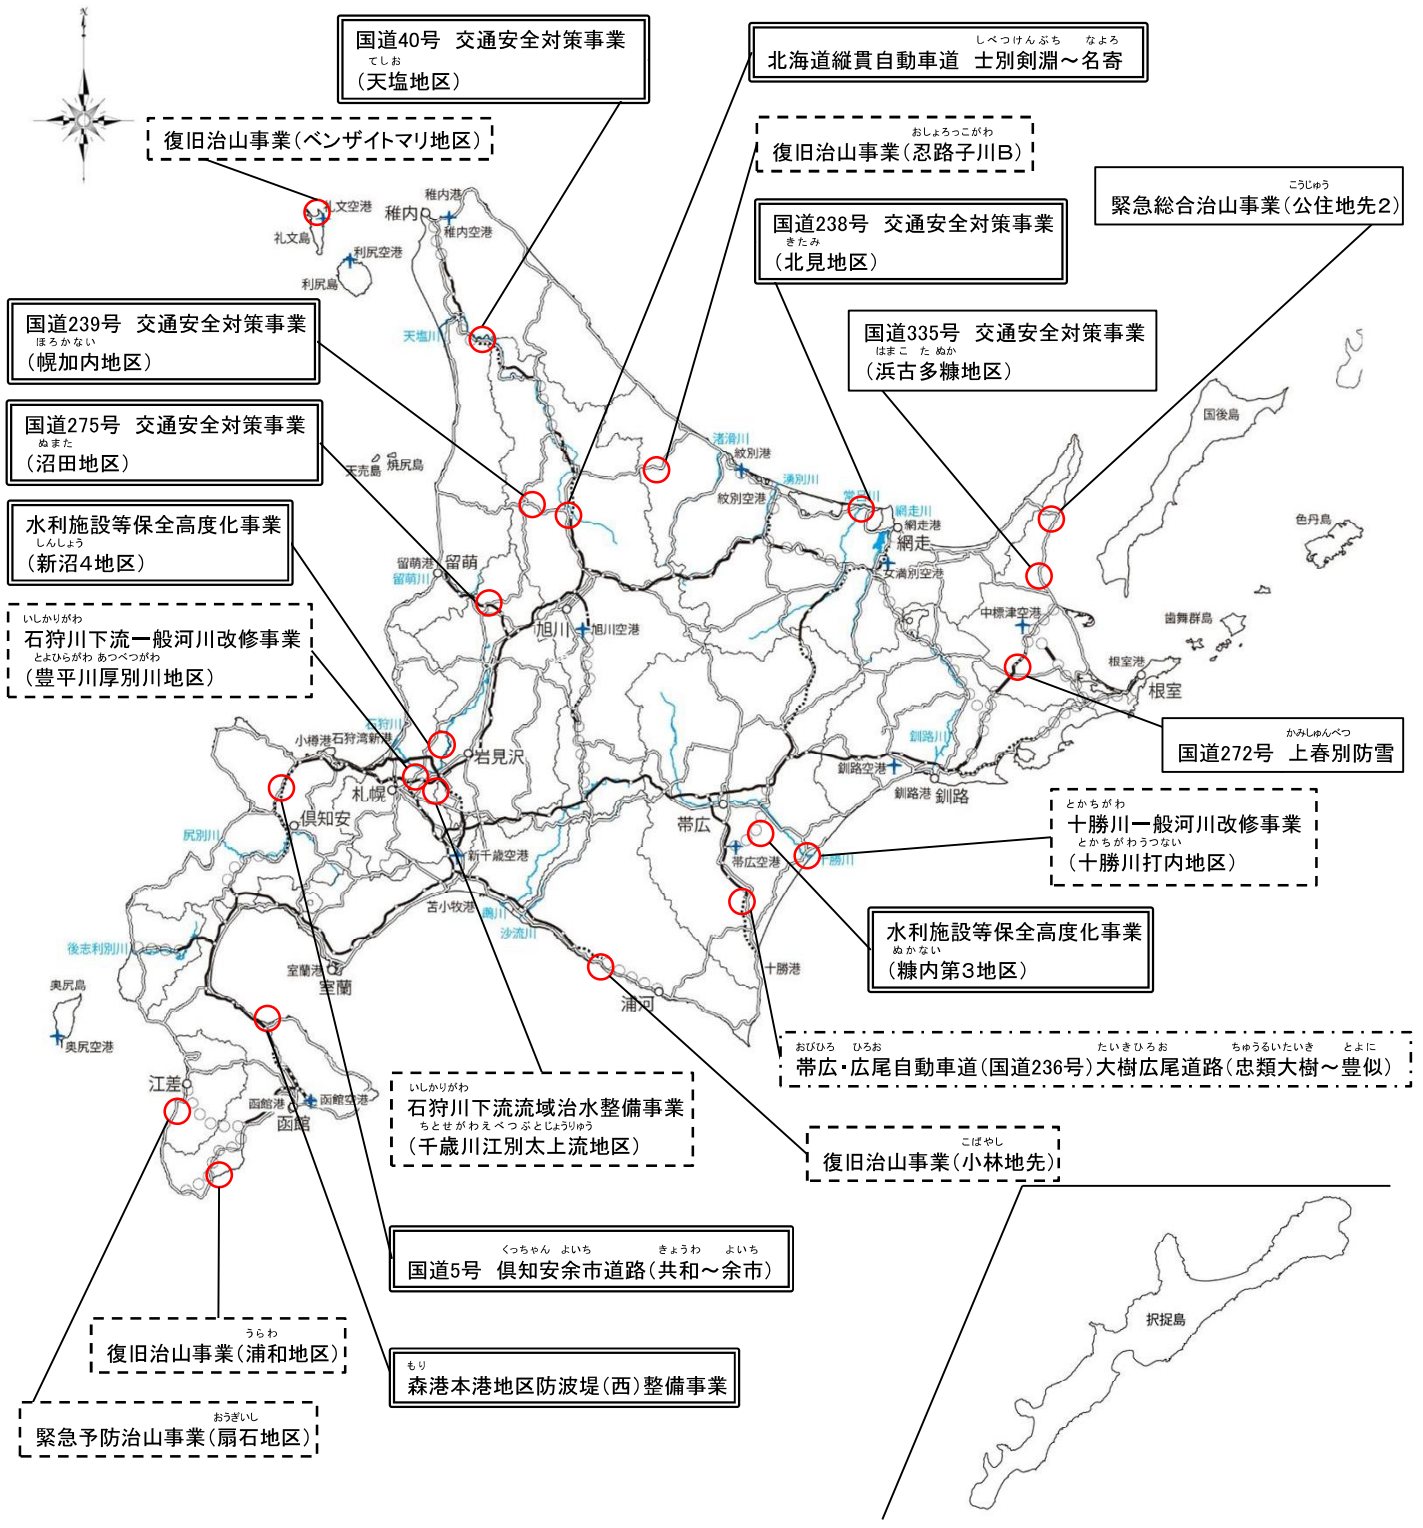 N
国道40号 交通安全対策事業
てしお
(天塩地区)
しべつけんぶち なよろ
北海道縦貫自動車道 士別剣淵~名寄
復旧治山事業(ベンザイトマリ地区)
おしょろっこがわ
復旧治山事業(忍路子川B)
こうじゅう
緊急総合治山事業(公住地先2)
国道238号 交通安全対策事業
きたみ
(北見地区)
国道239号 交通安全対策事業
ほろかない
(幌加内地区)
国道335号 交通安全対策事業
はまこ た ぬか
(浜古多糠地区)
国道275号 交通安全対策事業
ぬまた
(沼田地区)
水利施設等保全高度化事業
しんしょう
(新沼4地区)
いしかりがわ
石狩川下流一般河川改修事業
とよひらがわ あつべつがわ
(豊平川厚別川地区)
かみしゅんべつ
国道272号 上春別防雪
とかちがわ
十勝川一般河川改修事業
とかちがわうつない
(十勝川打内地区)
水利施設等保全高度化事業
ぬかない
(糠内第3地区)
おびひろ ひろお たいきひろお ちゅうるいたいき とよに
帯広・広尾自動車道(国道236号)大樹広尾道路(忠類大樹~豊似)
いしかりがわ
石狩川下流流域治水整備事業
ちとせがわえべつぶとじょうりゅう
(千歳川江別太上流地区)
こばやし
復旧治山事業(小林地先)
くっちゃん よいち きょうわ よいち
国道5号 倶知安余市道路(共和~余市)
うらわ
復旧治山事業(浦和地区)
もり
森港本港地区防波堤(西)整備事業
おうぎいし
緊急予防治山事業(扇石地区)
礼文空港
礼文島
利尻空港
利尻島
稚内港
稚内
稚内空港
天塩川
天売島
焼尻島
渚滑川
紋別港
紋別空港
湧別川
常呂川
網走川
網走港
網走
女満別空港
国後島
色丹島
歯舞群島
中標津空港
根室港
根室
留萌港
留萌
留萌川
旭川
旭川空港
石狩川
小樽港
石狩湾新港
岩見沢
札幌
倶知安
尻別川
新千歳空港
苫小牧港
鵡川
沙流川
帯広
帯広空港
十勝川
十勝港
釧路川
釧路空港
釧路港
釧路
後志利別川
室蘭港
室蘭
浦河
奥尻島
奥尻空港
江差
函館港
函館
函館空港
択捉島